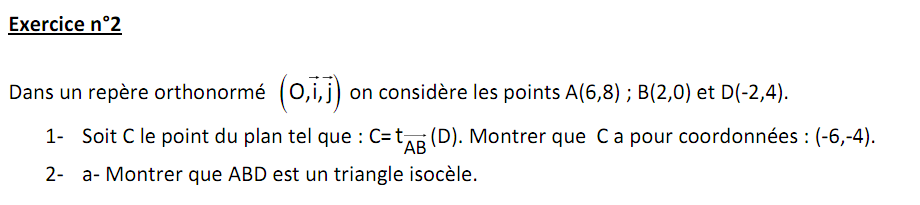 Exercice n°2
Dans un repère orthonormé (O,i⃗,j⃗) on considère les points A(6,8) ; B(2,0) et D(-2,4).
1- Soit C le point du plan tel que : C= t_AB⃗ (D). Montrer que C a pour coordonnées : (-6,-4).
2- a- Montrer que ABD est un triangle isocèle.